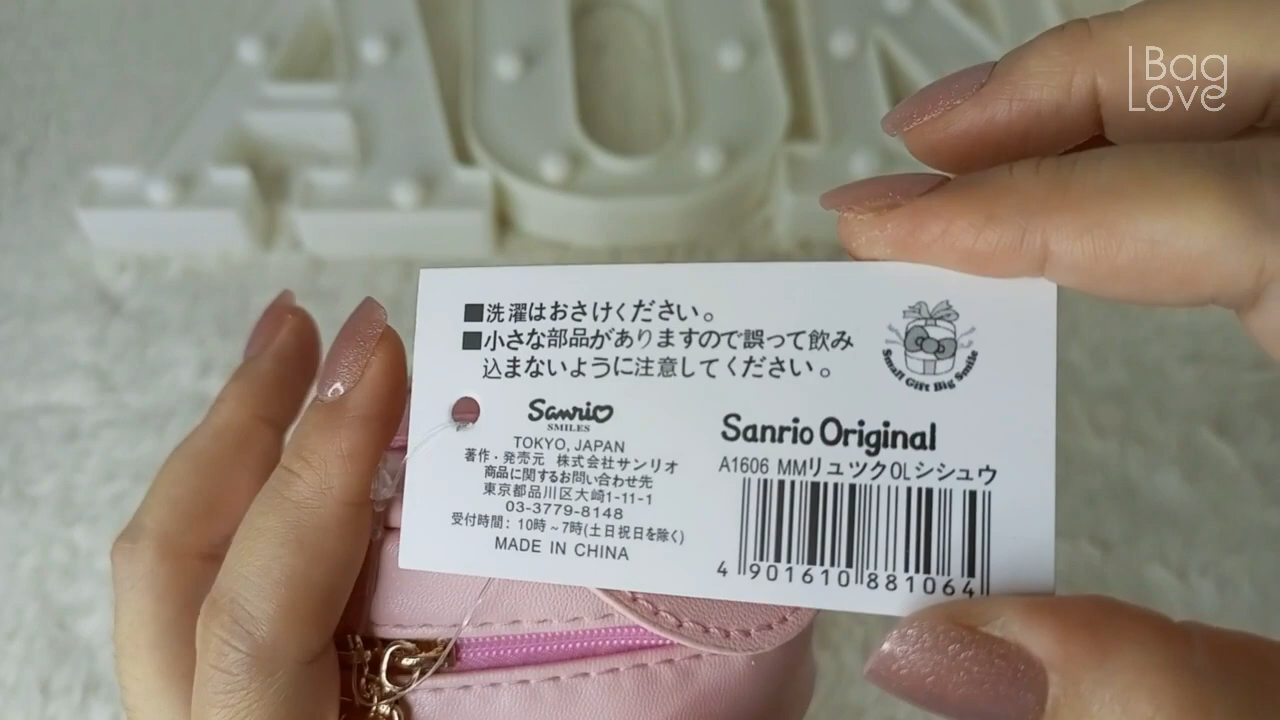 Bag
Love
■洗濯はおさけください。
■小さな部品がありますので誤って飲み
込まないように注意してください。
Small Gift Big Smile
Sanrio
SMILES
TOKYO, JAPAN
著作・発売元 株式会社サンリオ
商品に関するお問い合わせ先
東京都品川区大崎1-11-1
03-3779-8148
受付時間：10時～7時(土日祝日を除く)
MADE IN CHINA
Sanrio Original
A1606 MMリュツクOLシシュウ
4 901610 881064